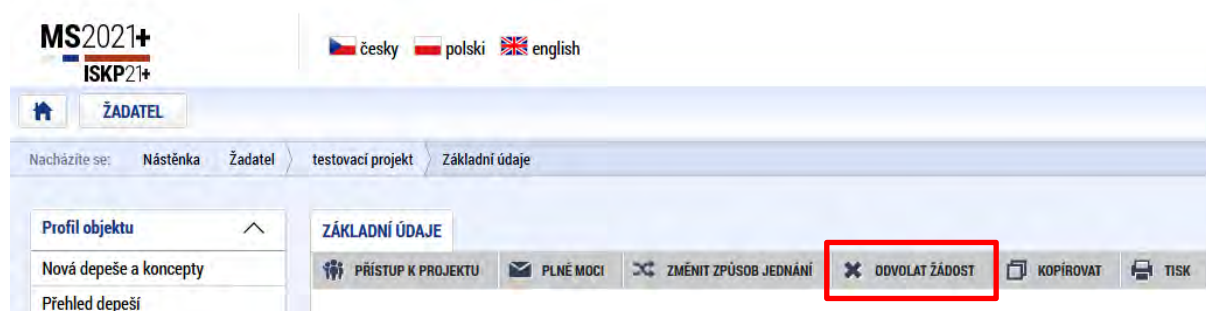 MS2021+
ISKP21+
česky polski english
ŽADATEL
Nacházíte se: Nástěnka Žadatel testovací projekt Základní údaje
Profil objektu
ZÁKLADNÍ ÚDAJE
Nová depeše a koncepty
PŘÍSTUP K PROJEKTU PLNÉ MOCI ZMĚNIT ZPŮSOB JEDNÁNÍ ODVOLAT ŽÁDOST KOPÍROVAT TISK
Přehled depeší